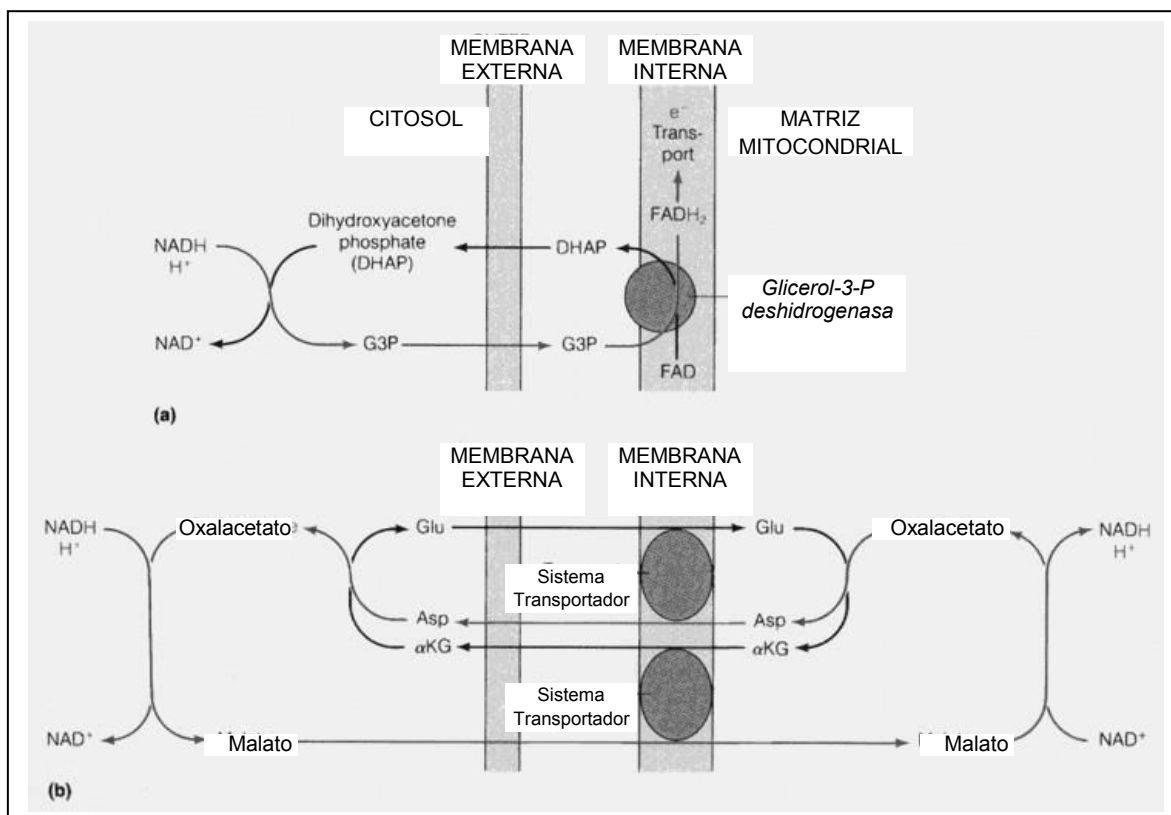 MEMBRANA
EXTERNA
MEMBRANA
INTERNA
CITOSOL
e⁻
Trans-
port
MATRIZ
MITOCONDRIAL
FADH₂
Dihydroxyacetone
phosphate
(DHAP)
NADH
H⁺
DHAP
Glicerol-3-P
deshidrogenasa
NAD⁺
G3P
G3P
FAD
(a)
MEMBRANA
EXTERNA
MEMBRANA
INTERNA
NADH
H⁺
Oxalacetato
Glu
Glu
Oxalacetato
NADH
H⁺
Sistema
Transportador
Asp
Asp
αKG
αKG
Sistema
Transportador
NAD⁺
Malato
Malato
NAD⁺
(b)